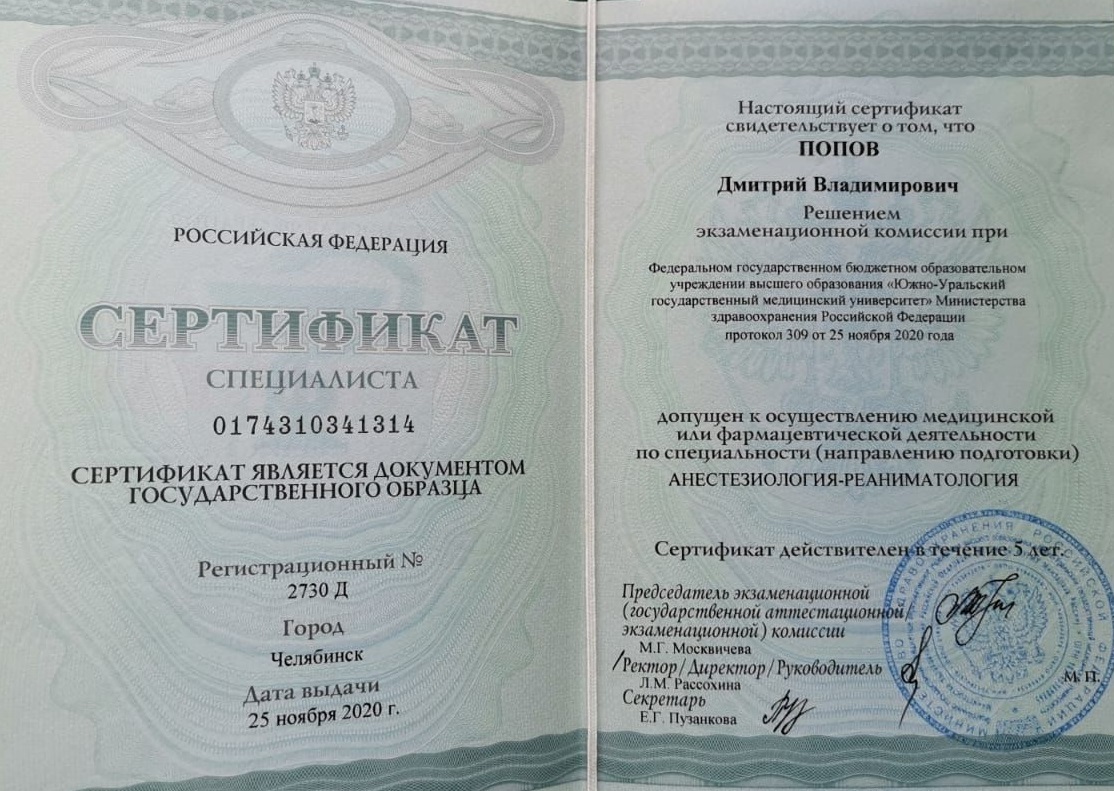 РОССИЙСКАЯ ФЕДЕРАЦИЯ
СЕРТИФИКАТ
СПЕЦИАЛИСТА
0174310341314
СЕРТИФИКАТ ЯВЛЯЕТСЯ ДОКУМЕНТОМ
ГОСУДАРСТВЕННОГО ОБРАЗЦА
Регистрационный №
2730 Д
Город
Челябинск
Дата выдачи
25 ноября 2020 г.
Настоящий сертификат
свидетельствует о том, что
ПОПОВ
Дмитрий Владимирович
Решением
экзаменационной комиссии при
Федеральном государственном бюджетном образовательном
учреждении высшего образования «Южно-Уральский
государственный медицинский университет» Министерства
здравоохранения Российской Федерации
протокол 309 от 25 ноября 2020 года
допущен к осуществлению медицинской
или фармацевтической деятельности
по специальности (направлению подготовки)
АНЕСТЕЗИОЛОГИЯ-РЕАНИМАТОЛОГИЯ
Сертификат действителен в течение 5 лет.
Председатель экзаменационной
(государственной аттестационной
экзаменационной) комиссии
М.Г. Москвичева
Ректор/Директор/Руководитель
Л.М. Рассохина
М. П.
Секретарь
Е.Г. Пузанкова
МИНИСТЕРСТВО ЗДРАВООХРАНЕНИЯ РОССИЙСКОЙ ФЕДЕРАЦИИ